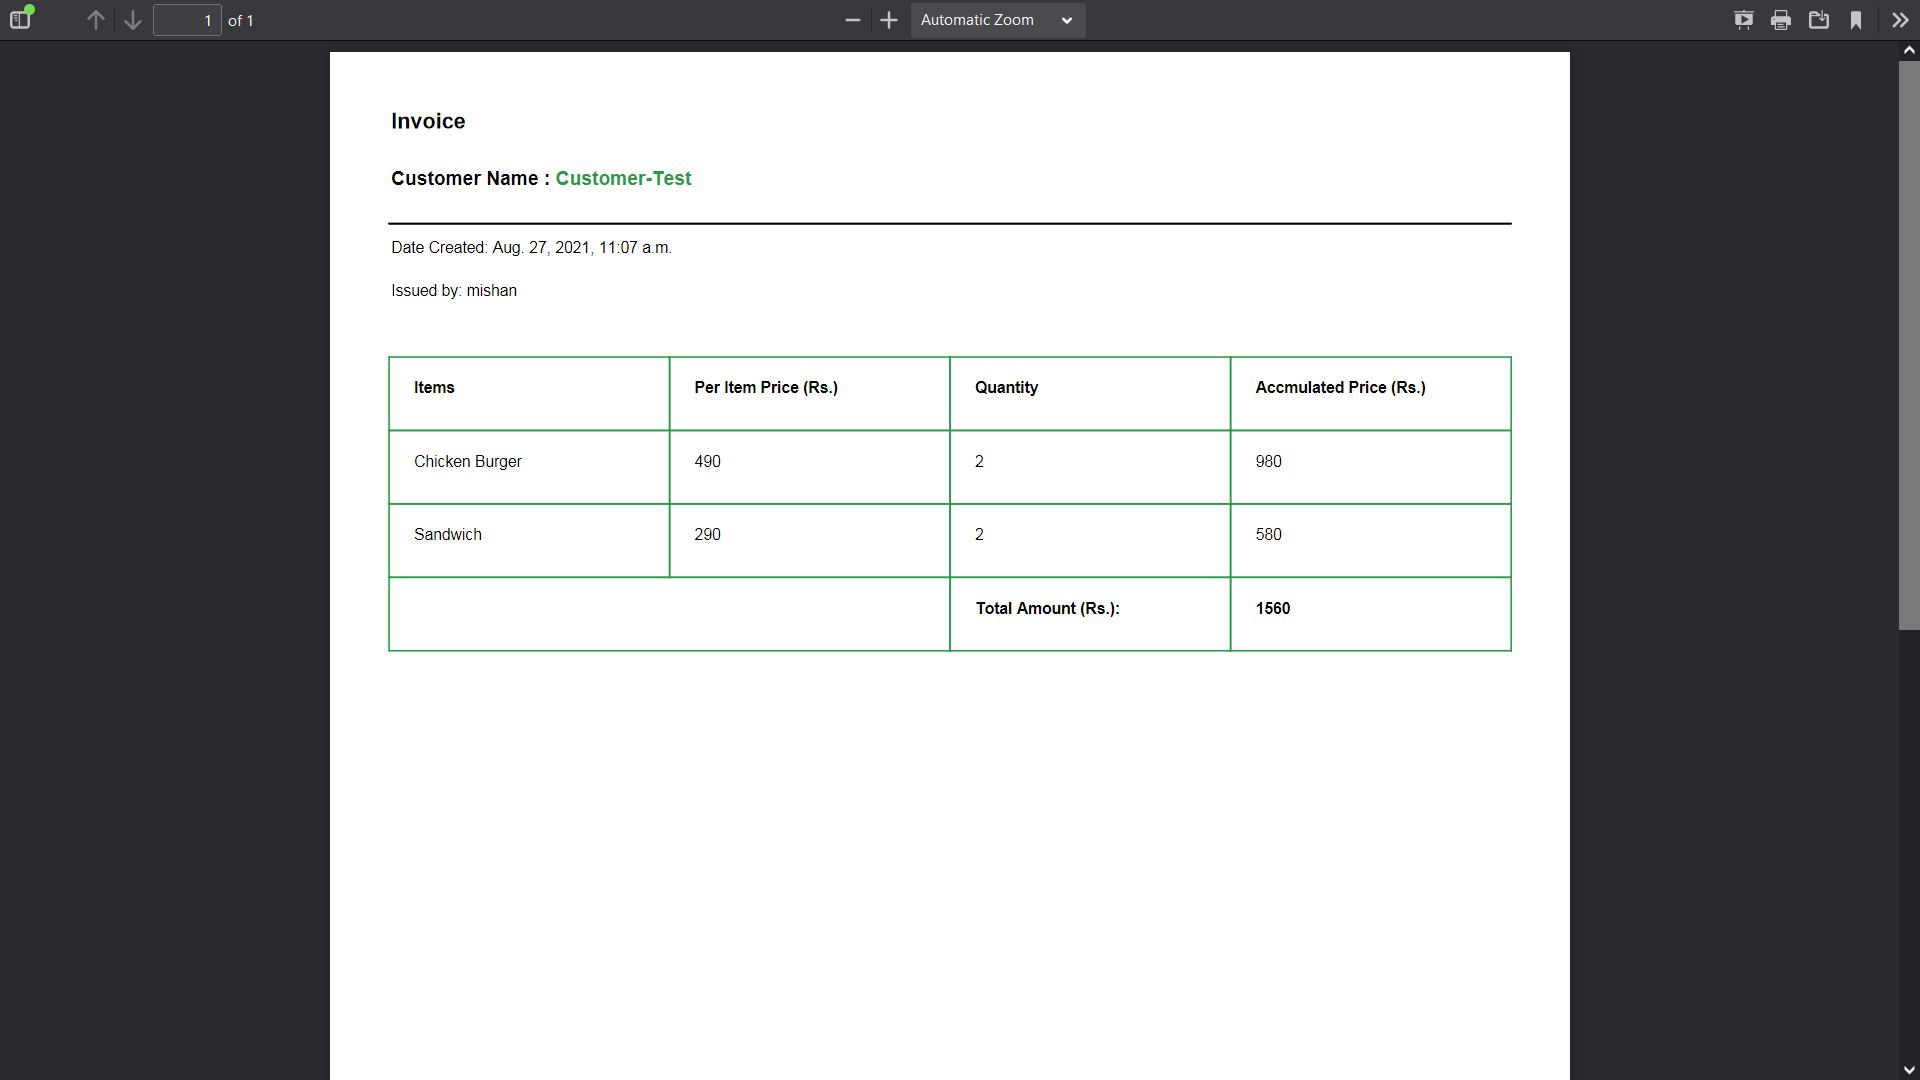 1 of 1 Automatic Zoom
Invoice
Customer Name : Customer-Test
Date Created: Aug. 27, 2021, 11:07 a.m.
Issued by: mishan
Items Per Item Price (Rs.) Quantity Accmulated Price (Rs.)
Chicken Burger 490 2 980
Sandwich 290 2 580
Total Amount (Rs.): 1560